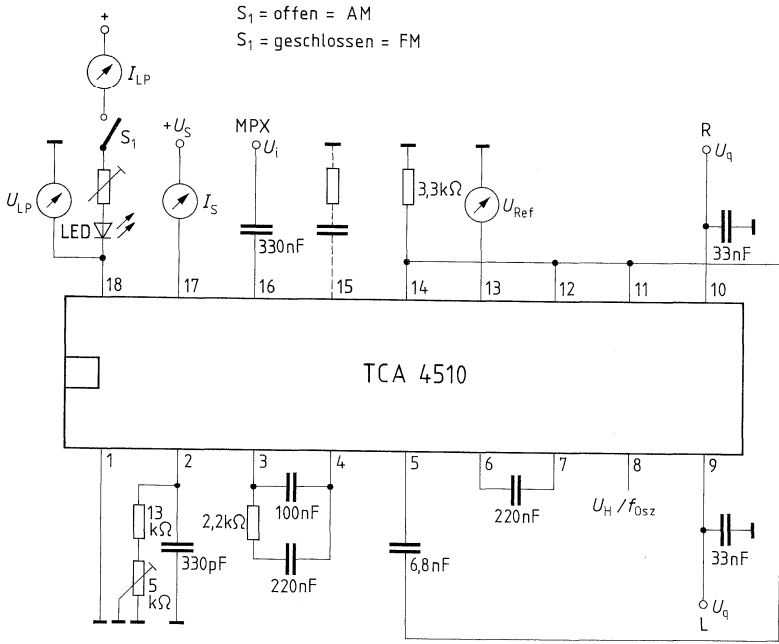 S₁ = offen = AM
S₁ = geschlossen = FM
+
I_LP
S₁
+U_S
MPX
U_i
R
U_q
U_LP
I_S
3,3kΩ
U_Ref
LED
330nF
33nF
18
17
16
15
14
13
12
11
10
TCA 4510
1
2
3
4
5
6
7
8
9
13
kΩ
2,2kΩ
100nF
220nF
U_H / f_Osz
330pF
220nF
6,8nF
33nF
5
kΩ
U_q
L